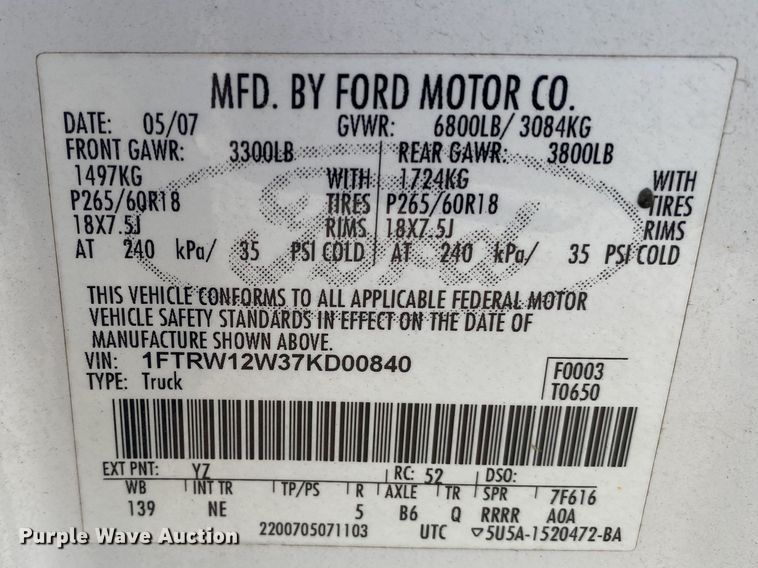 MFD. BY FORD MOTOR CO.
DATE: 05/07 GVWR: 6800LB/ 3084KG
FRONT GAWR: 3300LB REAR GAWR: 3800LB
1497KG WITH 1724KG WITH
P265/60R18 TIRES P265/60R18 TIRES
18X7.5J RIMS 18X7.5J RIMS
AT 240 kPa/ 35 PSI COLD AT 240 kPa/ 35 PSI COLD
Ford
THIS VEHICLE CONFORMS TO ALL APPLICABLE FEDERAL MOTOR
VEHICLE SAFETY STANDARDS IN EFFECT ON THE DATE OF
MANUFACTURE SHOWN ABOVE.
VIN: 1FTRW12W37KD00840
TYPE: Truck
F0003
T0650
EXT PNT: YZ RC: 52 DSO:
WB INT TR TP/PS R AXLE TR SPR 7F616
139 NE 5 B6 Q RRRR A0A
2200705071103 UTC ▽5U5A-1520472-BA
Purple Wave Auction